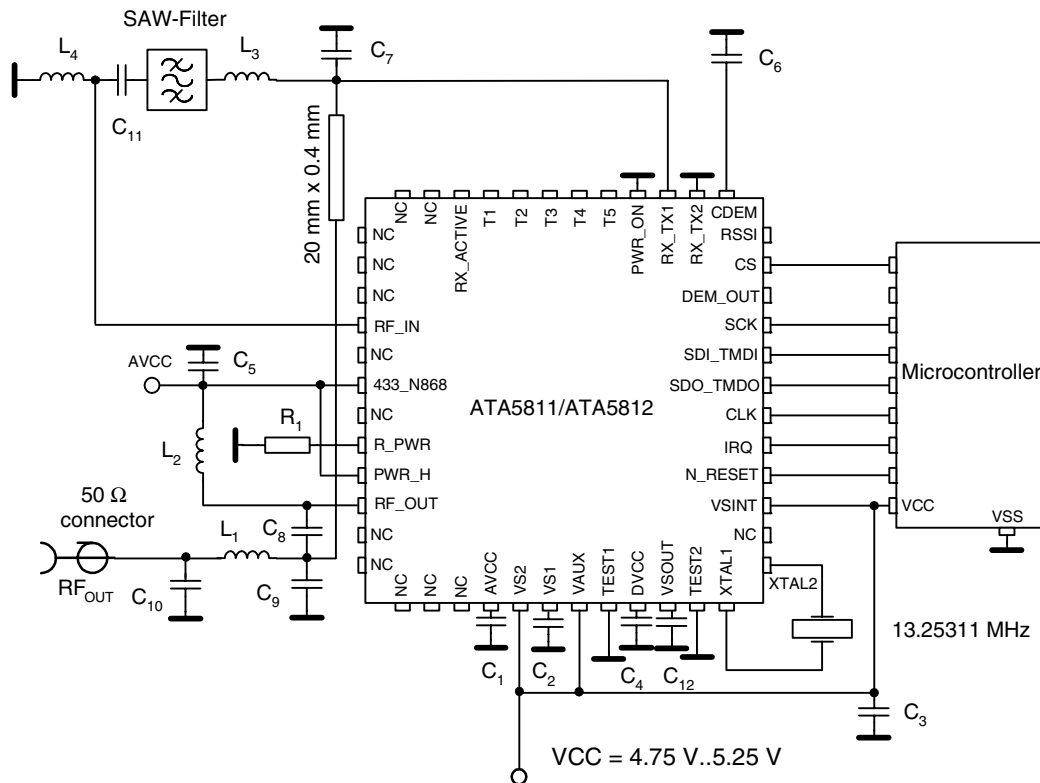 SAW-Filter
L4
L3
C7
C6
C11
20 mm x 0.4 mm
NC
NC
RX_ACTIVE
T1
T2
T3
T4
T5
PWR_ON
RX_TX1
RX_TX2
CDEM
NC
NC
NC
RF_IN
NC
433_N868
NC
R_PWR
PWR_H
RF_OUT
NC
NC
RSSI
CS
DEM_OUT
SCK
SDI_TMDI
SDO_TMDO
CLK
IRQ
N_RESET
VSINT
NC
XTAL2
ATA5811/ATA5812
Microcontroller
VCC
VSS
AVCC
C5
R1
L2
50 Ω
connector
L1
C8
RFOUT
C10
C9
NC
NC
NC
AVCC
VS2
VS1
VAUX
TEST1
DVCC
VSOUT
TEST2
XTAL1
C1
C2
C4
C12
13.25311 MHz
C3
VCC = 4.75 V..5.25 V